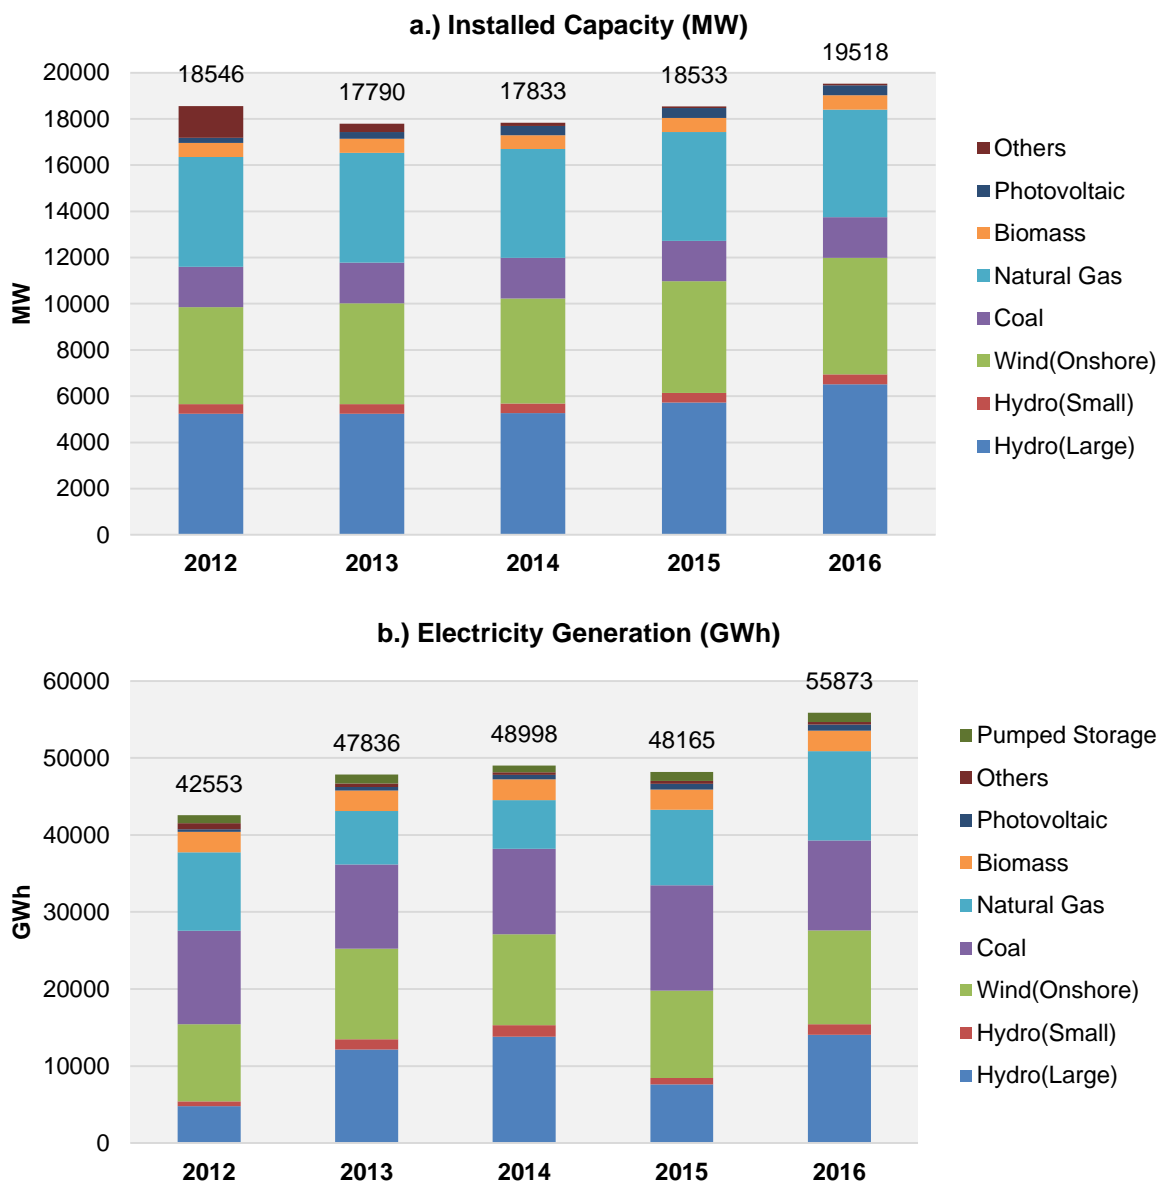 a.) Installed Capacity (MW)
18546
17790
17833
18533
19518
20000
18000
16000
14000
12000
10000
8000
6000
4000
2000
0
MW
2012
2013
2014
2015
2016
Others
Photovoltaic
Biomass
Natural Gas
Coal
Wind(Onshore)
Hydro(Small)
Hydro(Large)
b.) Electricity Generation (GWh)
42553
47836
48998
48165
55873
60000
50000
40000
30000
20000
10000
0
GWh
2012
2013
2014
2015
2016
Pumped Storage
Others
Photovoltaic
Biomass
Natural Gas
Coal
Wind(Onshore)
Hydro(Small)
Hydro(Large)